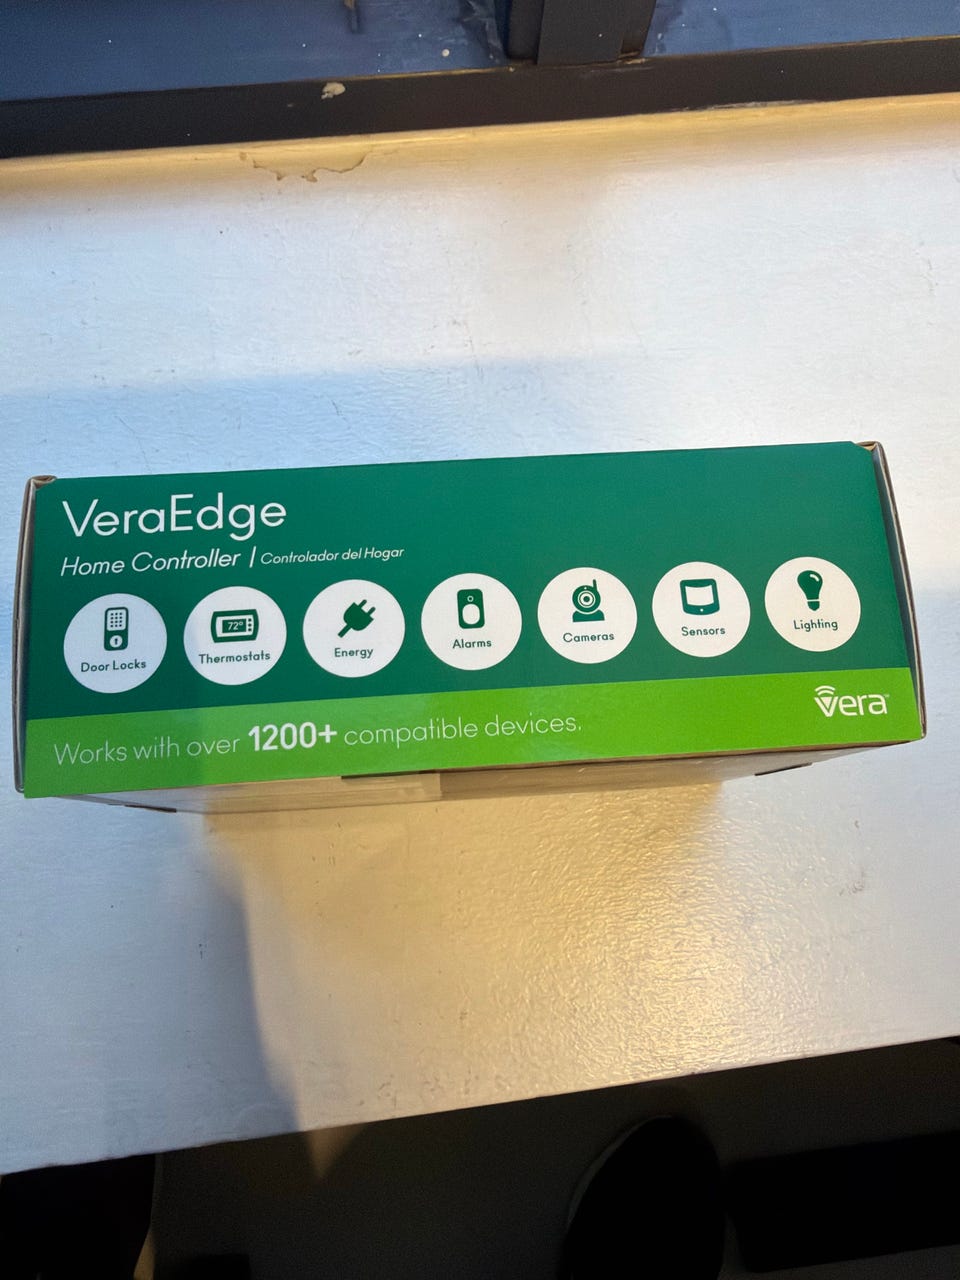 VeraEdge
Home Controller | Controlador del Hogar
Door Locks
72°
Thermostats
Energy
Alarms
Cameras
Sensors
Lighting
Works with over 1200+ compatible devices.
vera™